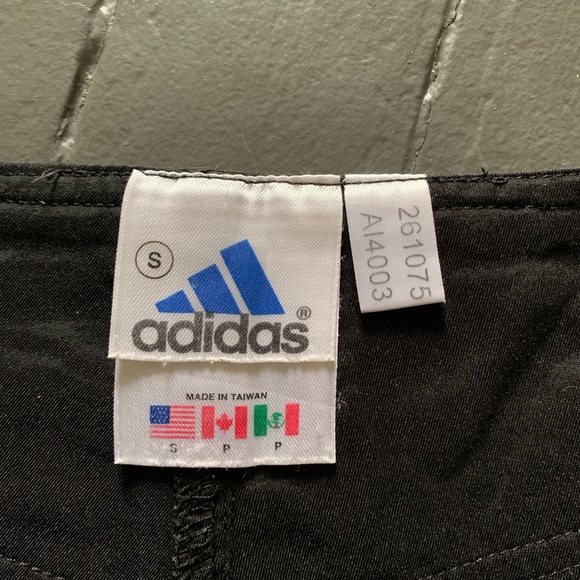 S
adidas®
MADE IN TAIWAN
S P P
261075
AI4003